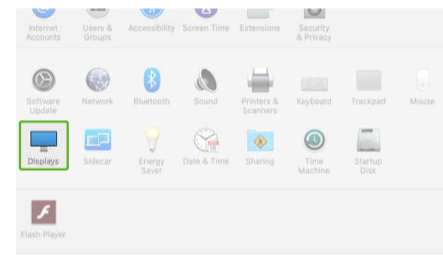 Internet Users & Accessibility Screen Time Extensions Security
Accounts Groups & Privacy
Software Network Bluetooth Sound Printers & Keyboard Trackpad Mouse
Update Scanners
Displays Sidecar Energy Date & Time Sharing Time Startup
Saver Machine Disk
Flash Player